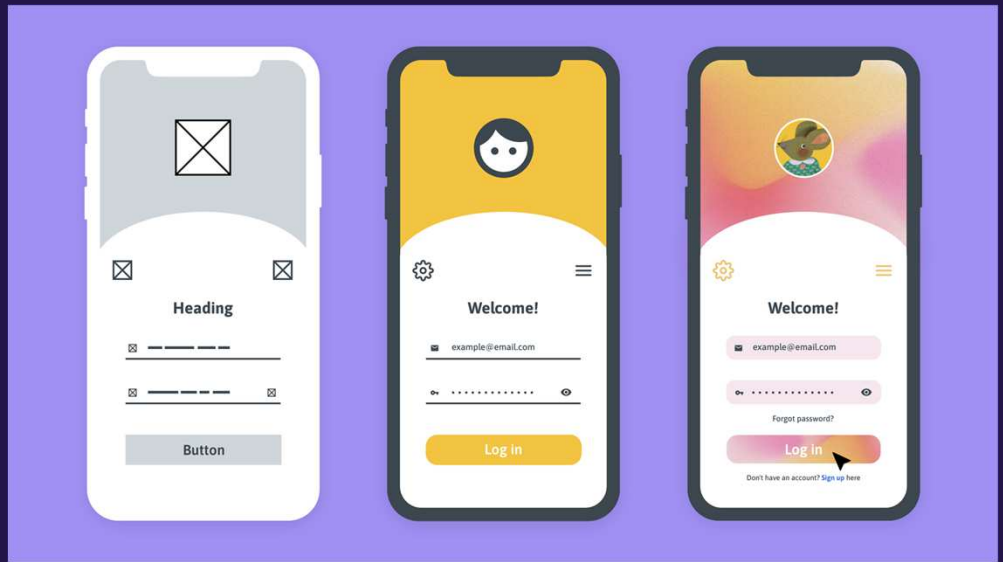 Heading
Button
Welcome!
example@email.com
Log in
Welcome!
example@email.com
Forgot password?
Log in
Don't have an account? Sign up here